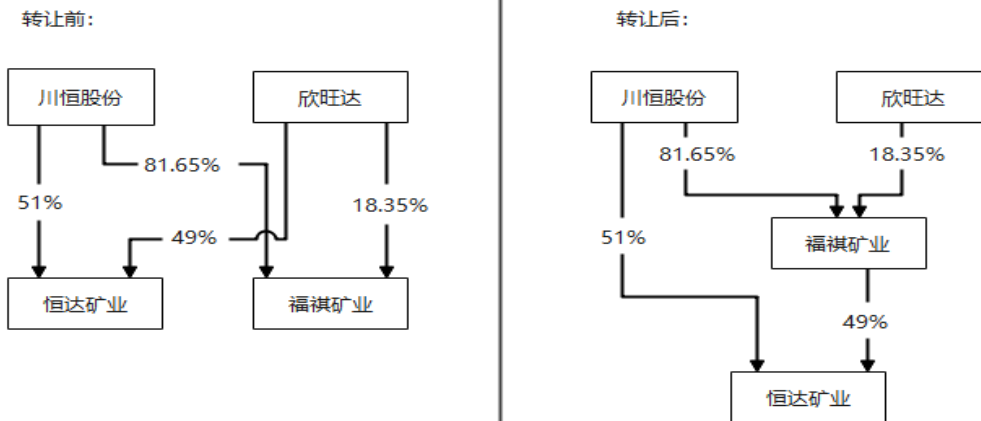 转让前：
川恒股份
欣旺达
81.65%
51%
18.35%
49%
恒达矿业
福祺矿业
转让后：
川恒股份
欣旺达
81.65%
18.35%
51%
福祺矿业
49%
恒达矿业